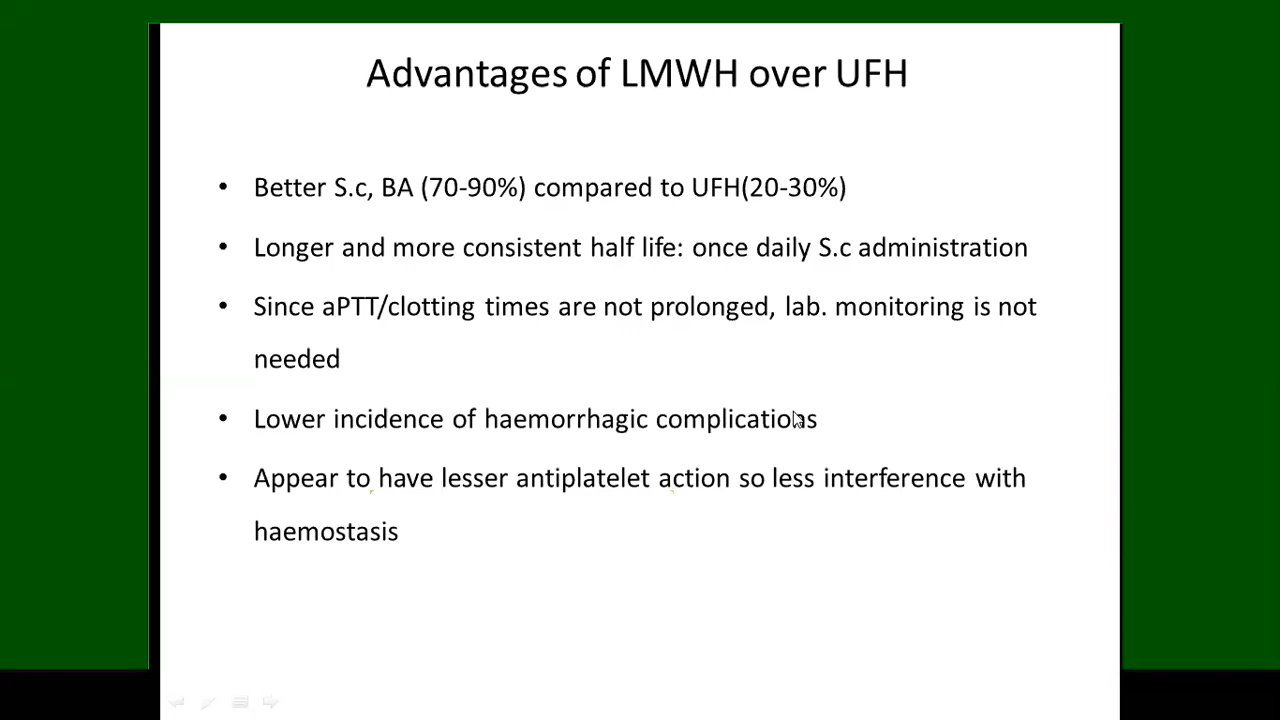 Advantages of LMWH over UFH
• Better S.c, BA (70-90%) compared to UFH(20-30%)
• Longer and more consistent half life: once daily S.c administration
• Since aPTT/clotting times are not prolonged, lab. monitoring is not
needed
• Lower incidence of haemorrhagic complications
• Appear to have lesser antiplatelet action so less interference with
haemostasis